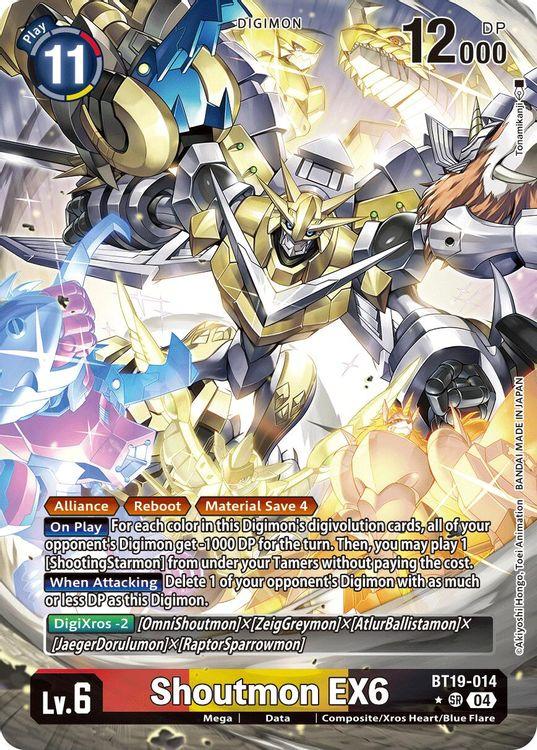 Play
11
DIGIMON
DP
12000
Tonamikanji
Alliance Reboot Material Save 4
On Play For each color in this Digimon's digivolution cards, all of your
opponent's Digimon get -1000 DP for the turn. Then, you may play 1
[ShootingStarmon] from under your Tamers without paying the cost.
When Attacking Delete 1 of your opponent's Digimon with as much
or less DP as this Digimon.
DigiXros -2 [OmniShoutmon]×[ZeigGreymon]×[AtlurBallistamon]×
[JaegerDorulumon]×[RaptorSparrowmon]
©Akiyoshi Hongo, Toei Animation BANDAI MADE IN JAPAN
Lv.6
Shoutmon EX6
BT19-014
SR 04
Mega Data Composite/Xros Heart/Blue Flare